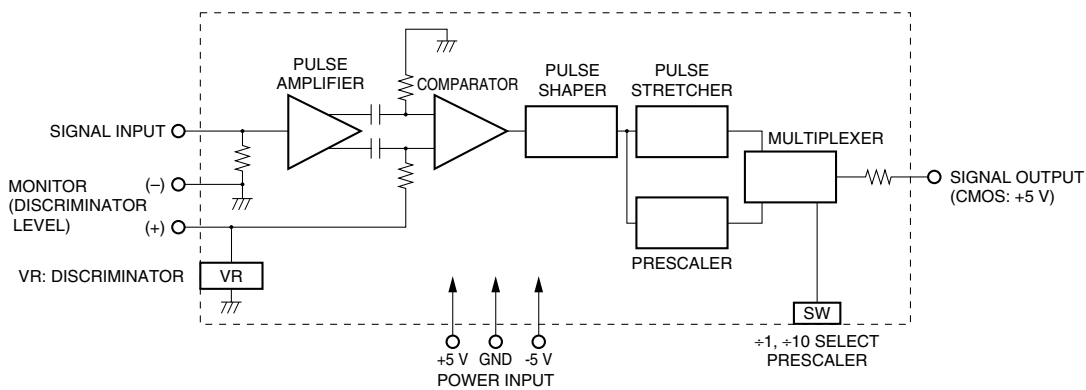 PULSE
AMPLIFIER
COMPARATOR
PULSE
SHAPER
PULSE
STRETCHER
MULTIPLEXER
SIGNAL INPUT
MONITOR
(DISCRIMINATOR
LEVEL)
(–)
(+)
SIGNAL OUTPUT
(CMOS: +5 V)
PRESCALER
VR: DISCRIMINATOR
VR
SW
÷1, ÷10 SELECT
PRESCALER
+5 V
GND
-5 V
POWER INPUT